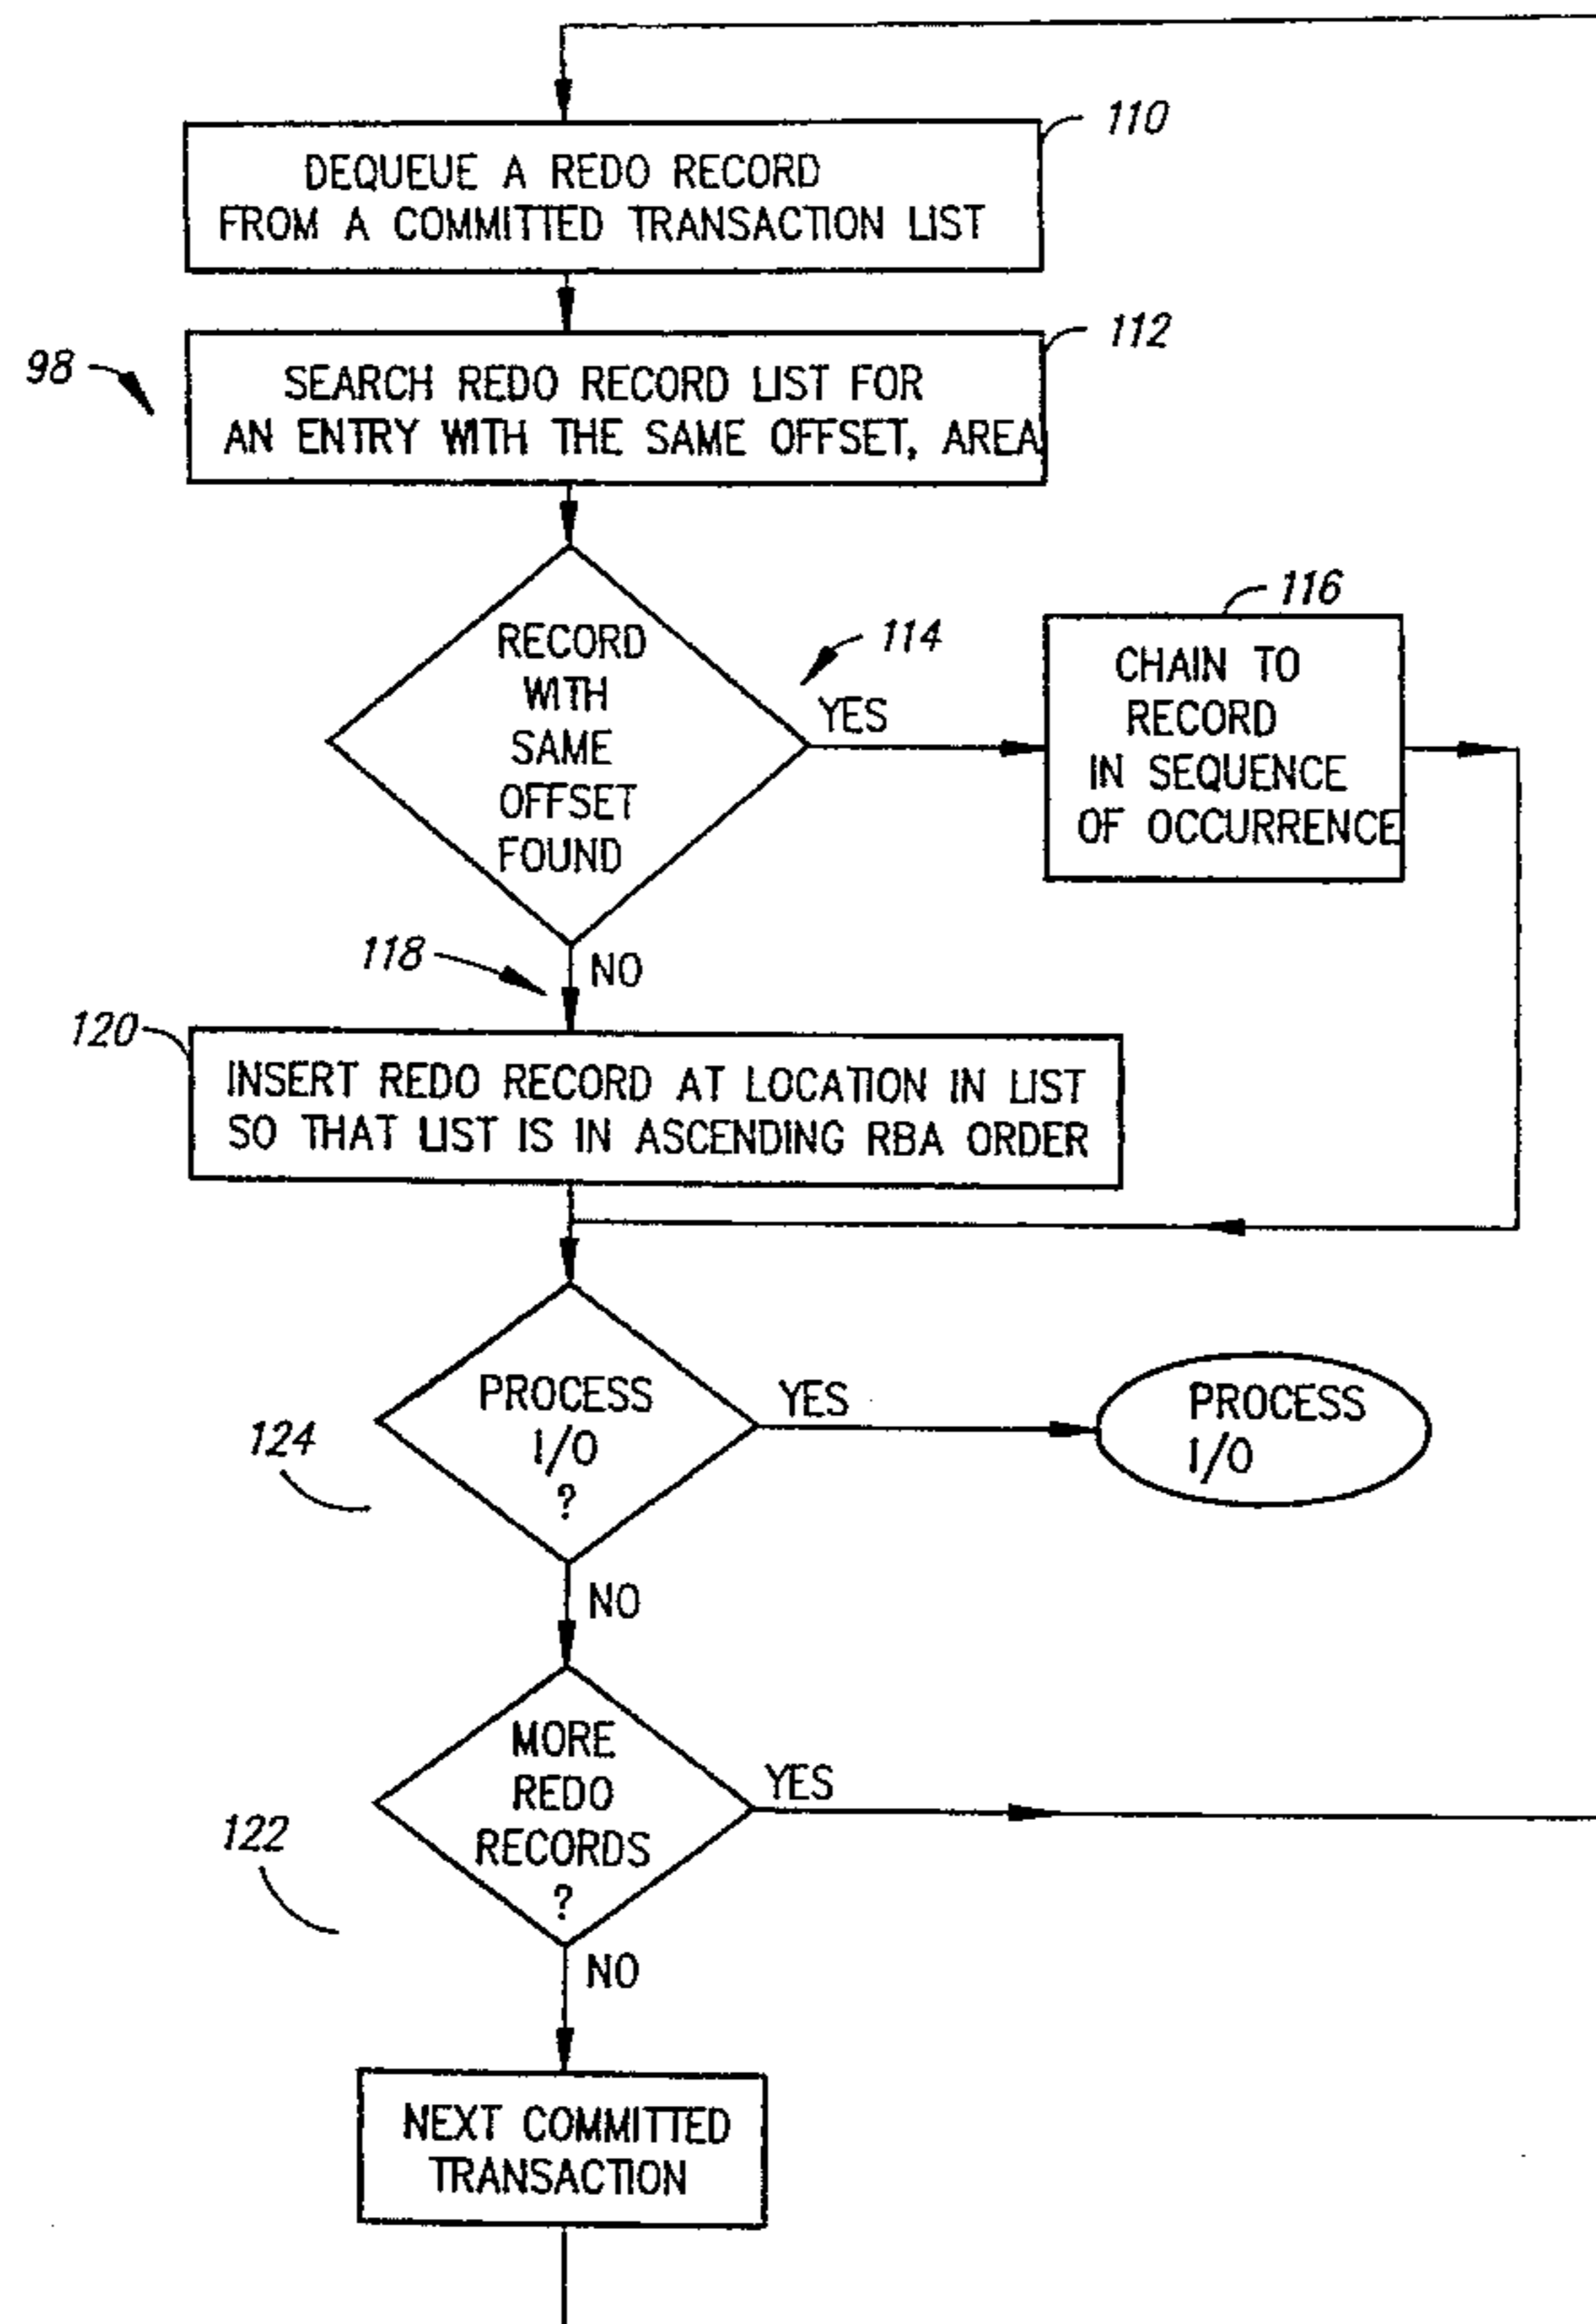 110
DEQUEUE A REDO RECORD
FROM A COMMITTED TRANSACTION LIST
112
98
SEARCH REDO RECORD LIST FOR
AN ENTRY WITH THE SAME OFFSET, AREA
RECORD
WITH
SAME
OFFSET
FOUND
114
YES
116
CHAIN TO
RECORD
IN SEQUENCE
OF OCCURRENCE
118
NO
120
INSERT REDO RECORD AT LOCATION IN LIST
SO THAT LIST IS IN ASCENDING RBA ORDER
PROCESS
I/O
?
YES
PROCESS
I/O
124
NO
MORE
REDO
RECORDS
?
YES
122
NO
NEXT COMMITTED
TRANSACTION